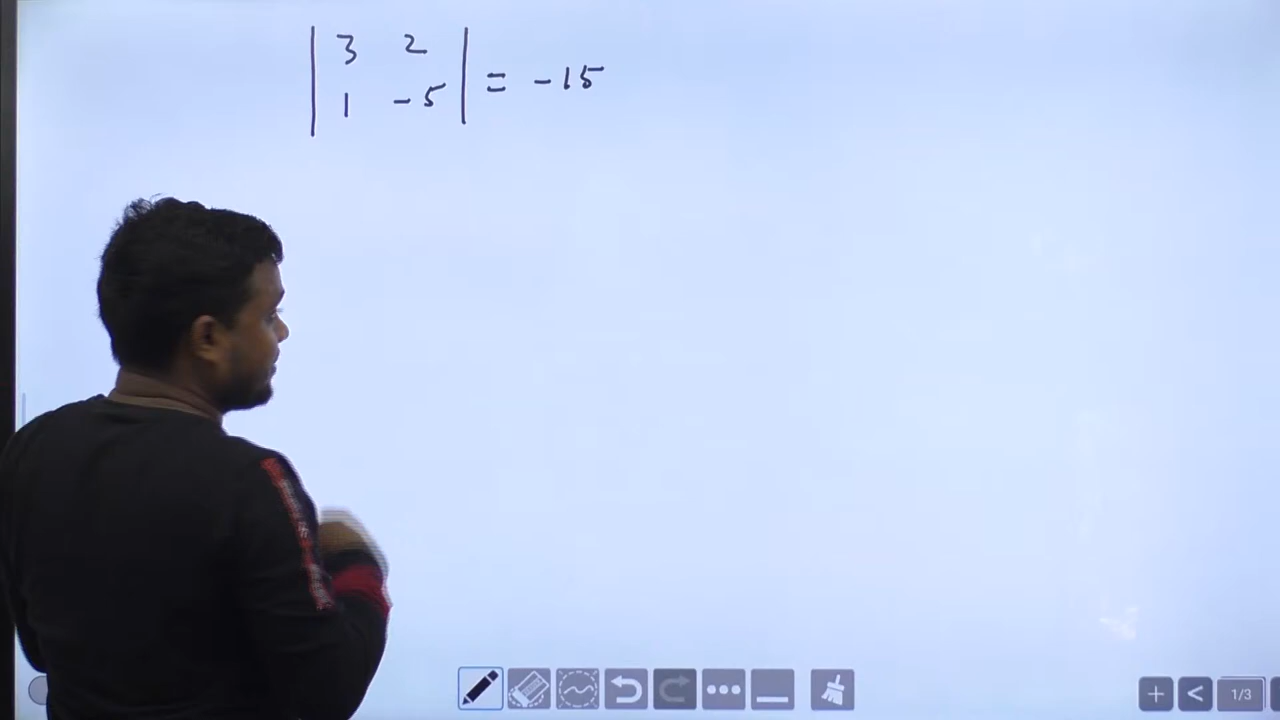 | 3 2 |
| 1 -5 | = -15
1/3